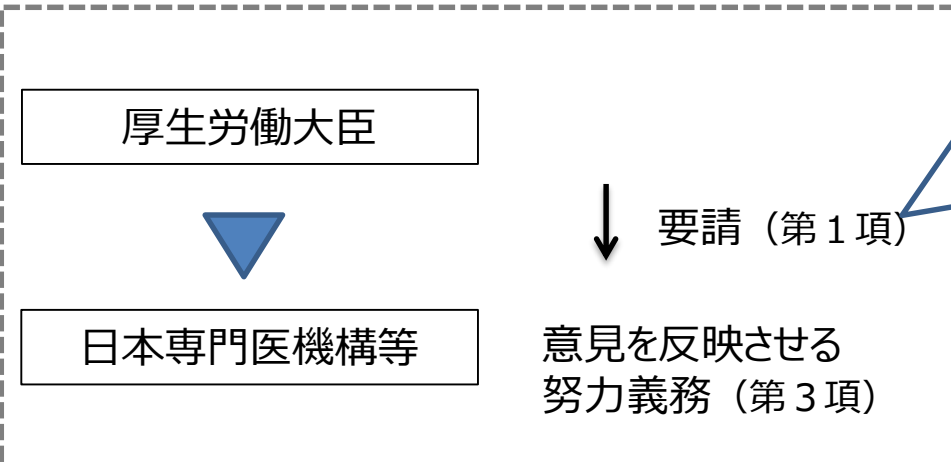 厚生労働大臣
要請（第１項）
日本専門医機構等
意見を反映させる
努力義務（第３項）